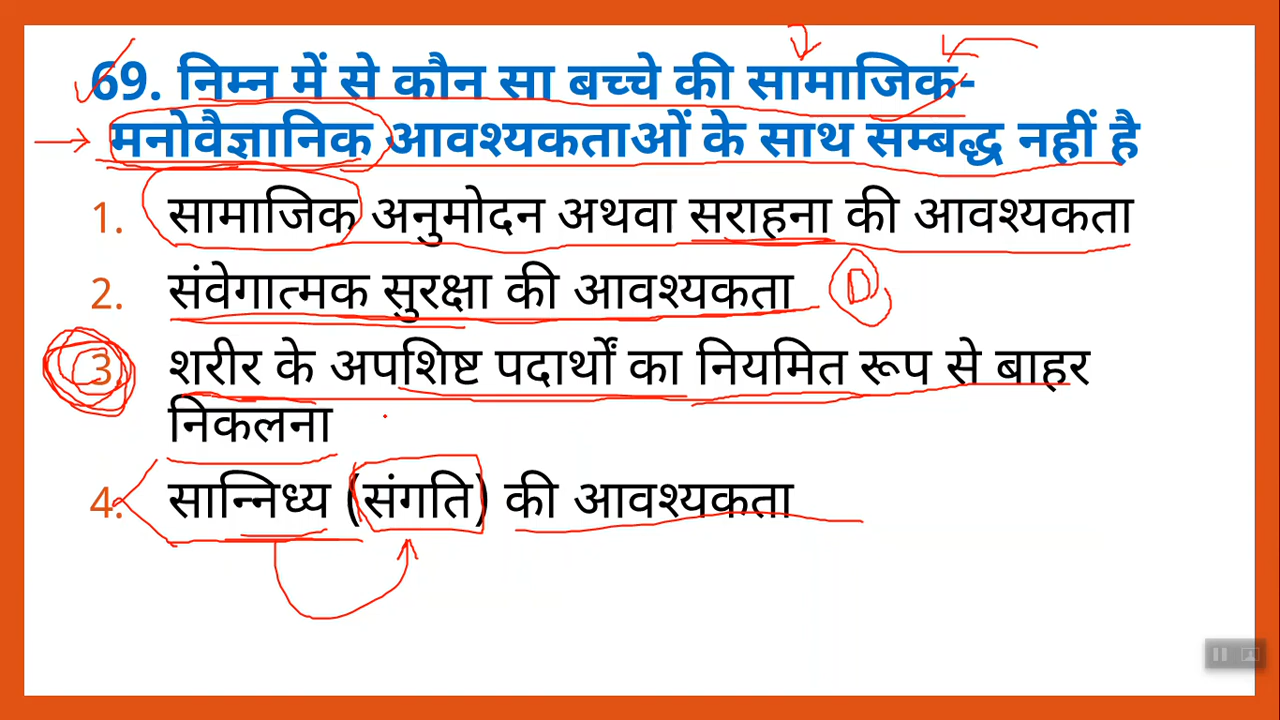 69. निम्न में से कौन सा बच्चे की सामाजिक-
मनोवैज्ञानिक आवश्यकताओं के साथ सम्बद्ध नहीं है
1. सामाजिक अनुमोदन अथवा सराहना की आवश्यकता
2. संवेगात्मक सुरक्षा की आवश्यकता D
3. शरीर के अपशिष्ट पदार्थों का नियमित रूप से बाहर
निकलना
4. सान्निध्य (संगति) की आवश्यकता